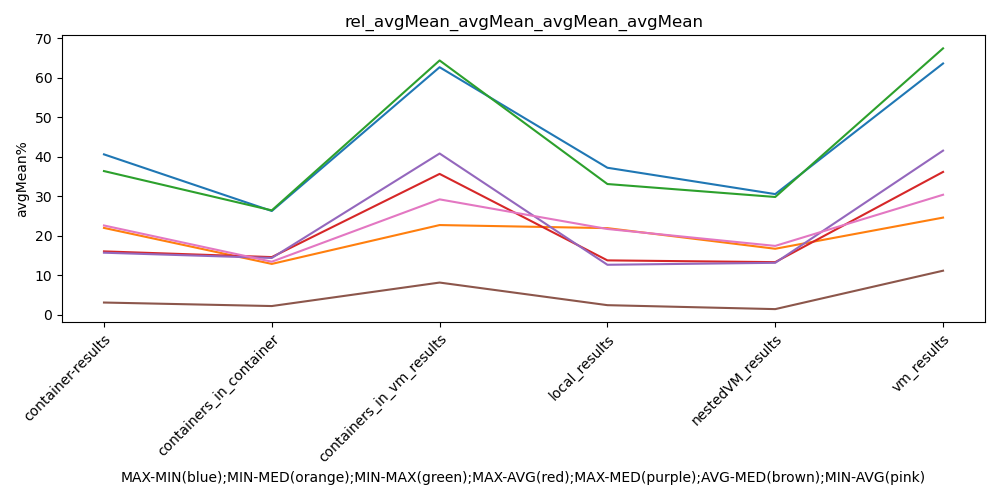 rel_avgMean_avgMean_avgMean_avgMean
70
60
50
40
30
20
10
0
avgMean%
container-results
containers_in_container
containers_in_vm_results
local_results
nestedVM_results
vm_results
MAX-MIN(blue);MIN-MED(orange);MIN-MAX(green);MAX-AVG(red);MAX-MED(purple);AVG-MED(brown);MIN-AVG(pink)